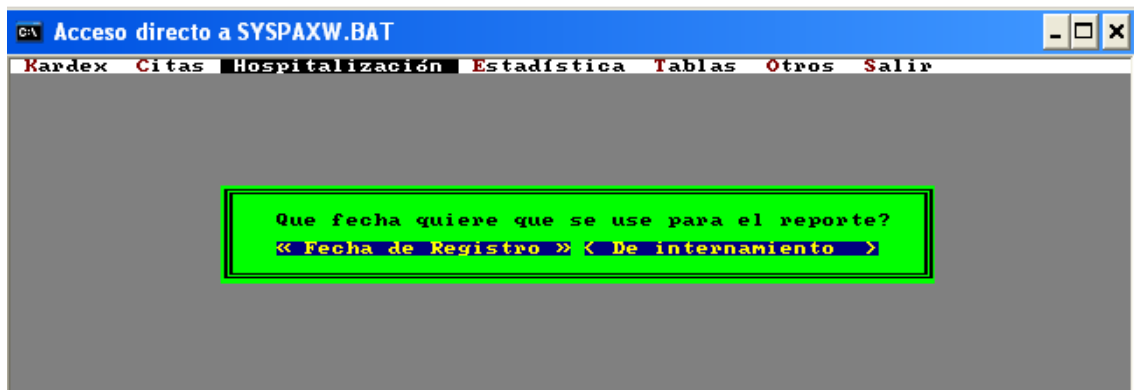 Acceso directo a SYSPAXW.BAT
Kardex Citas Hospitalización Estadística Tablas Otros Salir
Que fecha quiere que se use para el reporte?
« Fecha de Registro » < De internamiento >